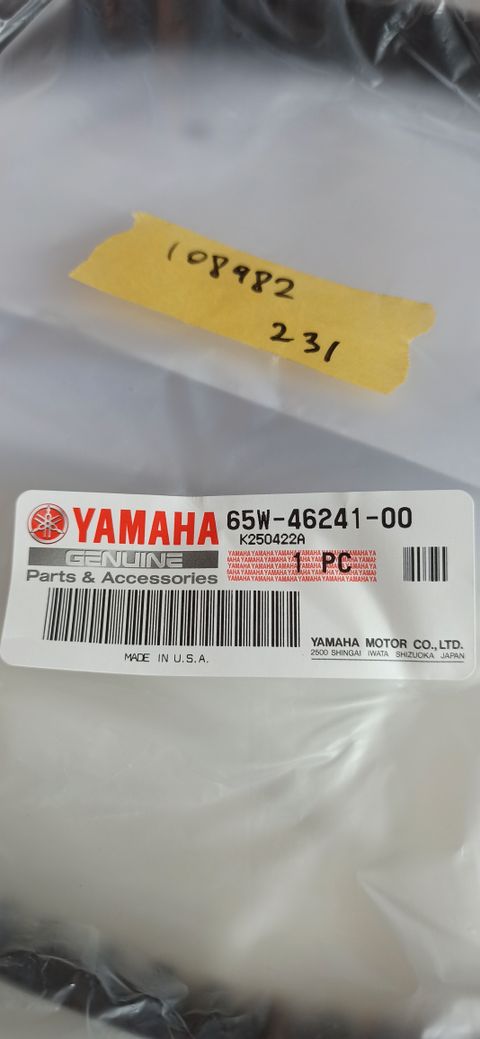 108982
231
YAMAHA 65W-46241-00
GENUINE K250422A
Parts & Accessories 1 PC
MADE IN U.S.A.
YAMAHA MOTOR CO.,LTD.
2500 SHINGAI IWATA SHIZUOKA JAPAN